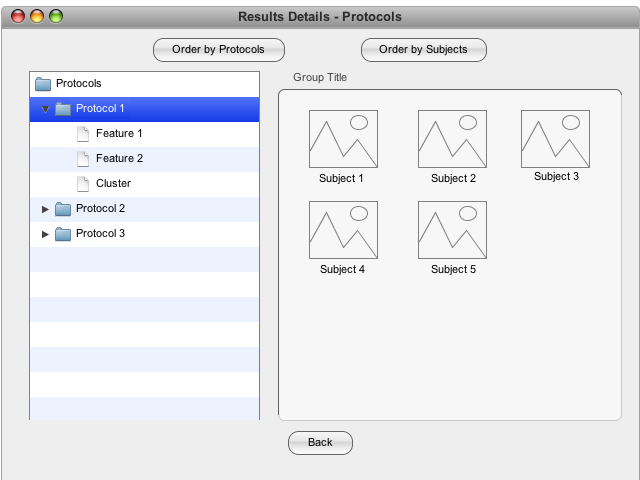 Results Details - Protocols
Order by Protocols
Order by Subjects
Protocols
Protocol 1
Feature 1
Feature 2
Cluster
Protocol 2
Protocol 3
Group Title
Subject 1
Subject 2
Subject 3
Subject 4
Subject 5
Back